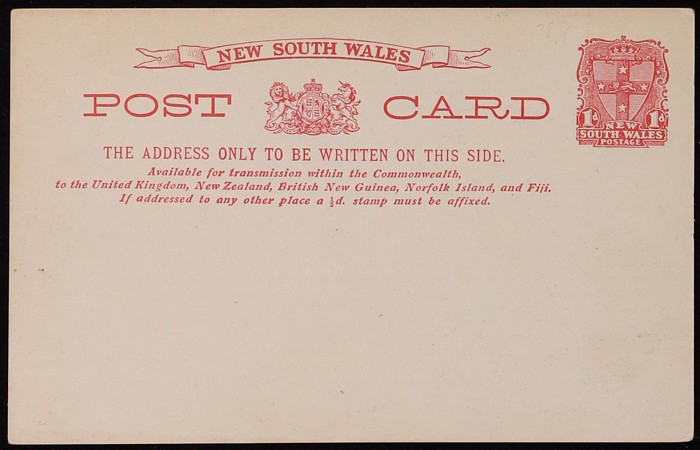 NEW SOUTH WALES
POST CARD
THE ADDRESS ONLY TO BE WRITTEN ON THIS SIDE.
Available for transmission within the Commonwealth,
to the United Kingdom, New Zealand, British New Guinea, Norfolk Island, and Fiji.
If addressed to any other place a ½d. stamp must be affixed.
1d NEW 1d
SOUTH WALES
POSTAGE